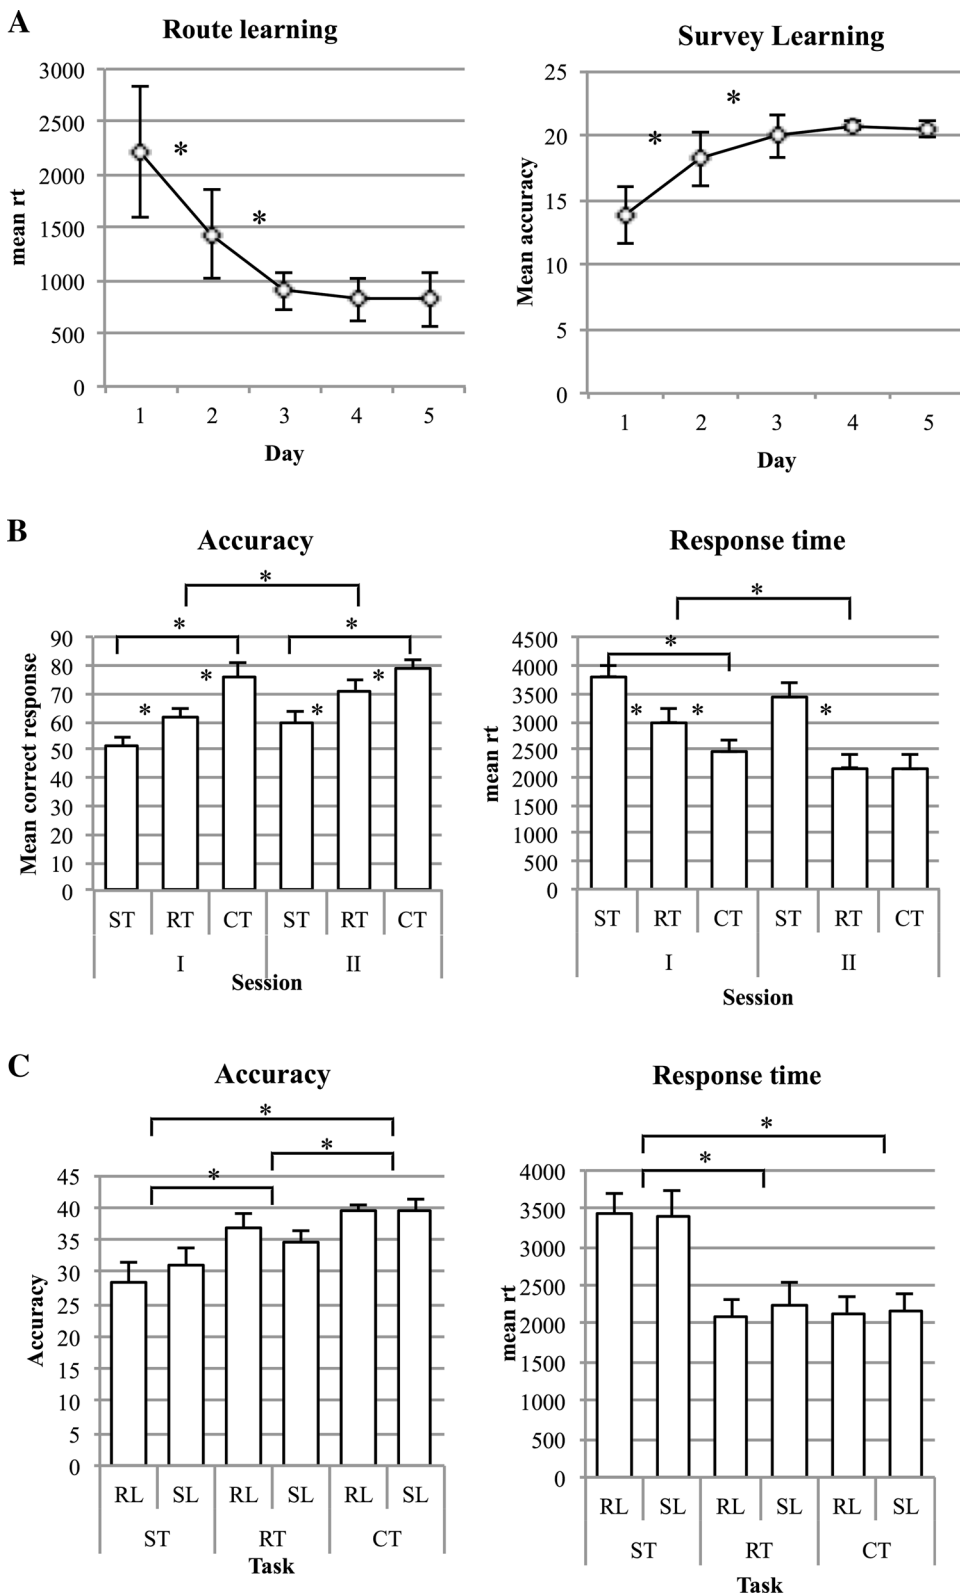 A
Route learning
Survey Learning
3000
2500
2000
1500
1000
500
0
mean rt
*
*
1 2 3 4 5
Day
25
20
15
10
5
0
Mean accuracy
*
*
1 2 3 4 5
Day
B
Accuracy
Response time
*
*
*
*
*
*
*
90
80
70
60
50
40
30
20
10
0
Mean correct response
ST RT CT ST RT CT
I II
Session
*
*
*
*
*
4500
4000
3500
3000
2500
2000
1500
1000
500
0
mean rt
ST RT CT ST RT CT
I II
Session
C
Accuracy
Response time
*
*
*
45
40
35
30
25
20
15
10
5
0
Accuracy
RL SL RL SL RL SL
ST RT CT
Task
*
*
4000
3500
3000
2500
2000
1500
1000
500
0
mean rt
RL SL RL SL RL SL
ST RT CT
Task